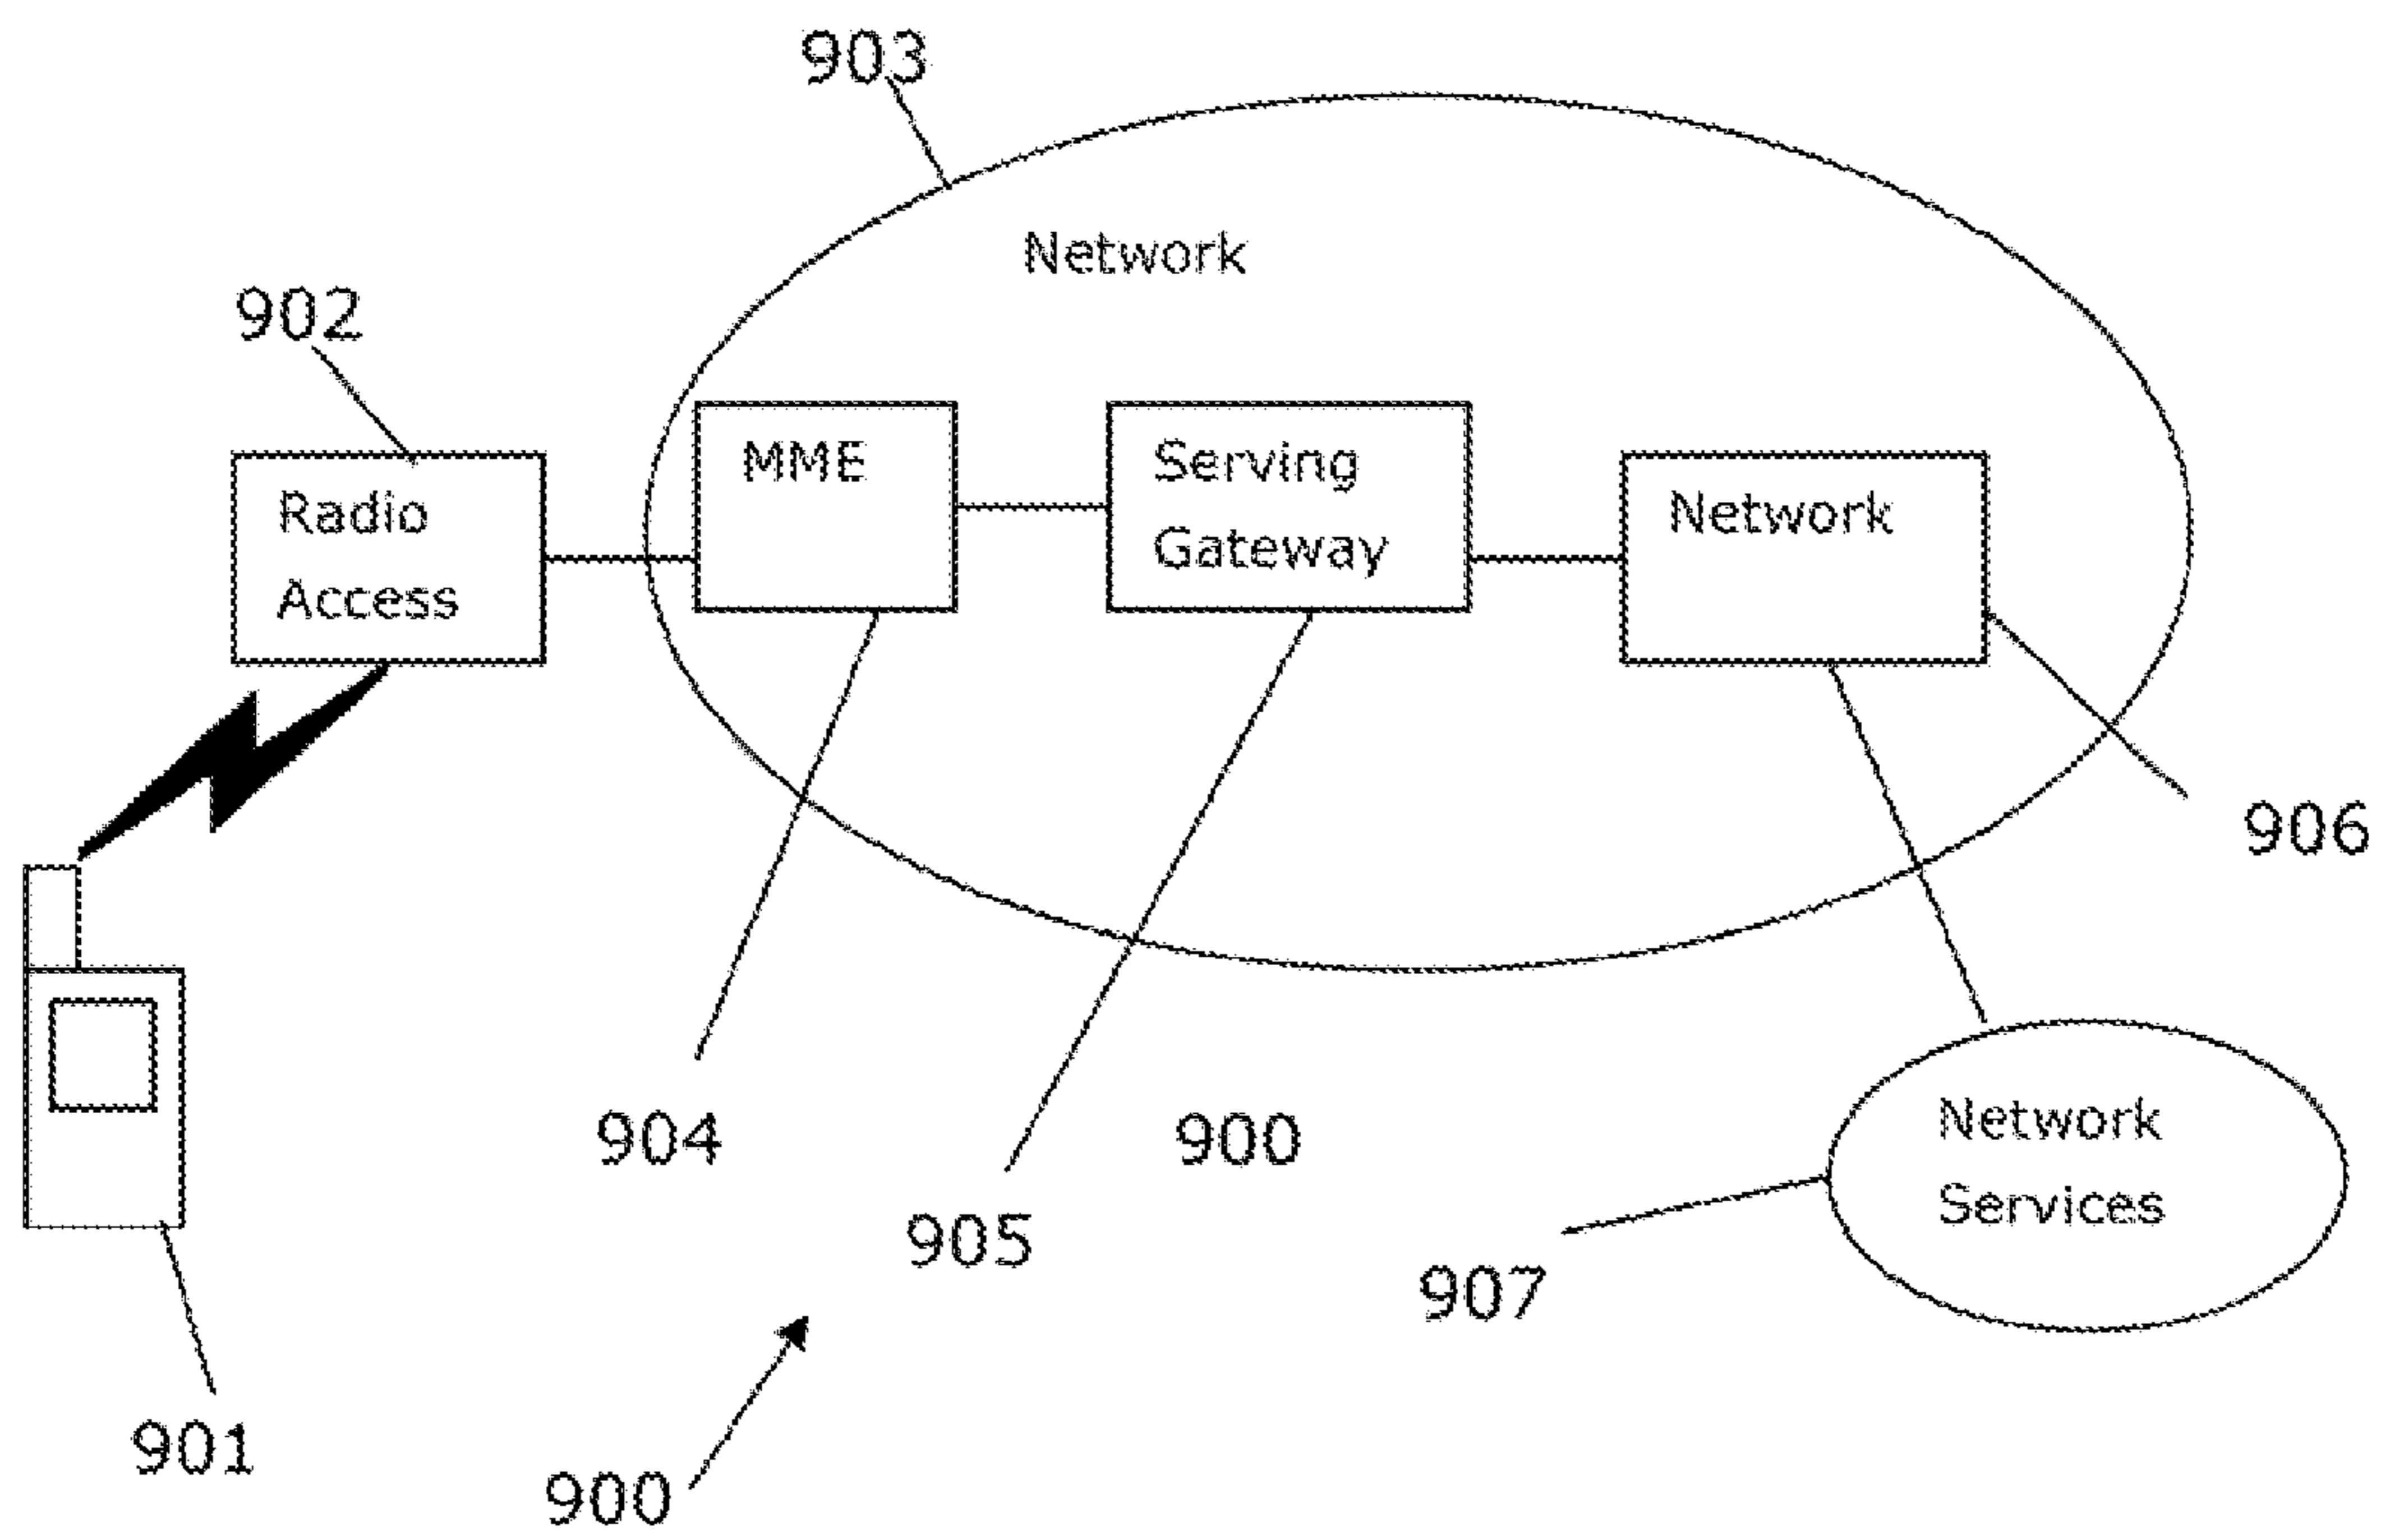 903
Network
902
MME
Serving
Gateway
Radio
Access
Network
906
904
900
905
Network
Services
907
901
900